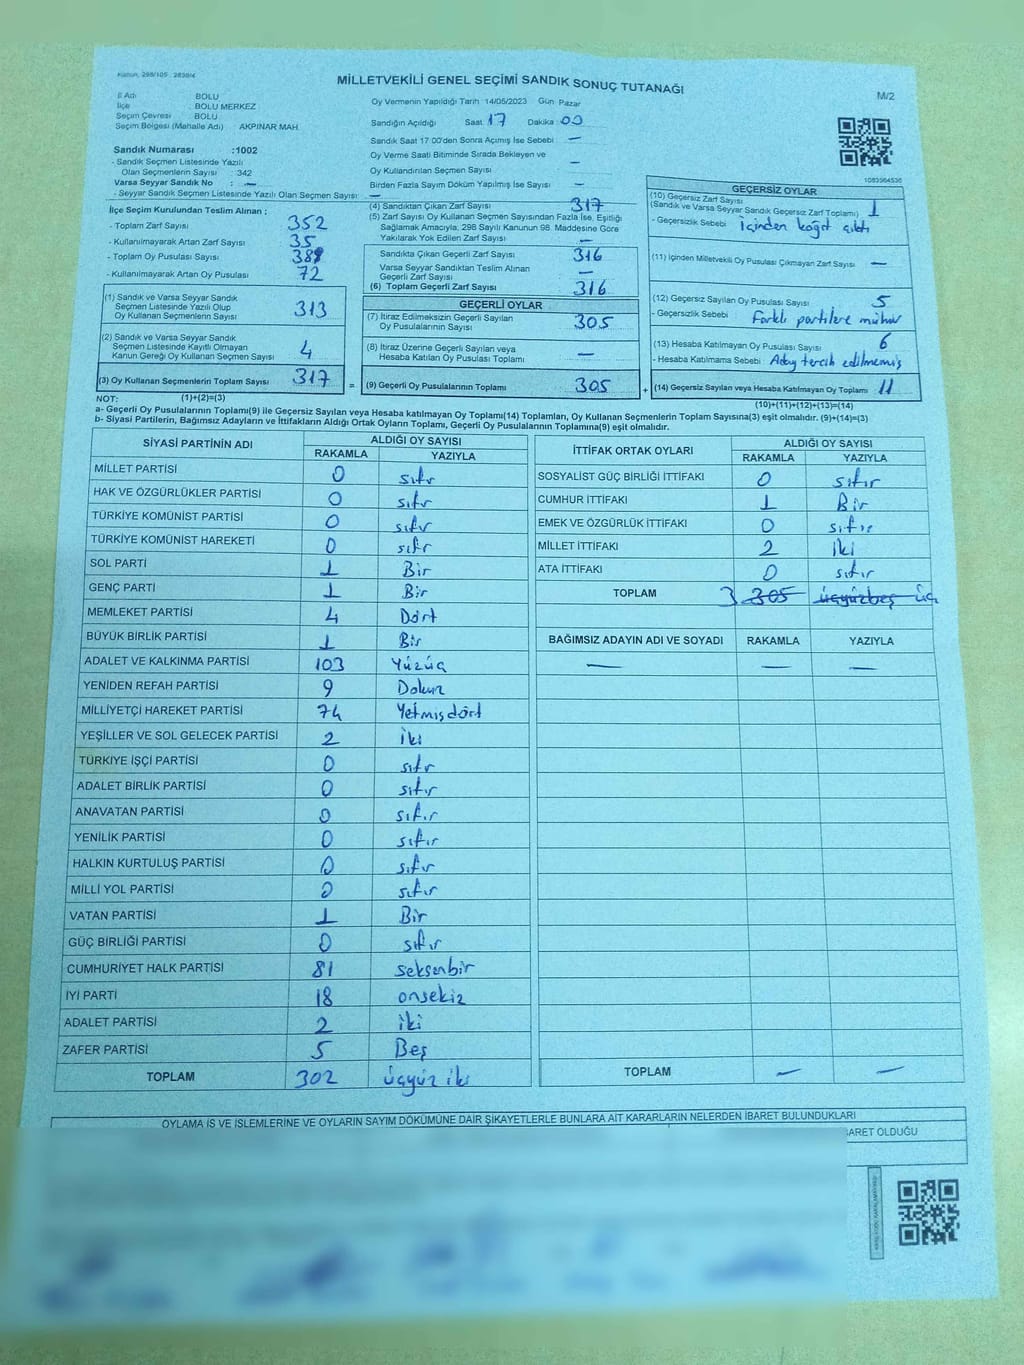 Kanun, 298/105 : 2839/4
MİLLETVEKİLİ GENEL SEÇİMİ SANDIK SONUÇ TUTANAĞI
M/2
İl Adı BOLU
İlçe BOLU MERKEZ
Seçim Çevresi BOLU
Seçim Bölgesi (Mahalle Adı) AKPINAR MAH.
Oy Vermenin Yapıldığı Tarih 14/05/2023 Gün Pazar
Sandığın Açıldığı Saat 17 Dakika 00
Sandık Saat 17 00'den Sonra Açımış İse Sebebi —
Oy Verme Saati Bitiminde Sırada Bekleyen ve
Oy Kullandırılan Seçmen Sayısı —
Birden Fazla Sayım Döküm Yapılmış İse Sayısı —
Sandık Numarası :1002
- Sandık Seçmen Listesinde Yazılı
Olan Seçmenlerin Sayısı : 342
Varsa Seyyar Sandık No : —
- Seyyar Sandık Seçmen Listesinde Yazılı Olan Seçmen Sayısı —
1083564536
İlçe Seçim Kurulundan Teslim Alınan ;
- Toplam Zarf Sayısı 352
- Kullanılmayarak Artan Zarf Sayısı 35
- Toplam Oy Pusulası Sayısı
- Kullanılmayarak Artan Oy Pusulası 72
(1) Sandık ve Varsa Seyyar Sandık
Seçmen Listesinde Yazılı Olup
Oy Kullanan Seçmenlerin Sayısı 313
(2) Sandık ve Varsa Seyyar Sandık
Seçmen Listesinde Kayıtlı Olmayan
Kanun Gereği Oy Kullanan Seçmen Sayısı 4
(3) Oy Kullanan Seçmenlerin Toplam Sayısı 317 =
(4) Sandıktan Çıkan Zarf Sayısı 317
(5) Zarf Sayısı Oy Kullanan Seçmen Sayısından Fazla İse, Eşitliği
Sağlamak Amacıyla, 298 Sayılı Kanunun 98. Maddesine Göre
Yakılarak Yok Edilen Zarf Sayısı —
Sandıkta Çıkan Geçerli Zarf Sayısı 316
Varsa Seyyar Sandıktan Teslim Alınan
Geçerli Zarf Sayısı —
(6) Toplam Geçerli Zarf Sayısı 316
GEÇERLİ OYLAR
(7) İtiraz Edilmeksizin Geçerli Sayılan
Oy Pusulalarının Sayısı 305
(8) İtiraz Üzerine Geçerli Sayılan veya
Hesaba Katılan Oy Pusulası Toplamı —
(9) Geçerli Oy Pusulalarının Toplamı 305 +
GEÇERSİZ OYLAR
(10) Geçersiz Zarf Sayısı
(Sandık ve Varsa Seyyar Sandık Geçersiz Zarf Toplamı) 1
- Geçersizlik Sebebi içinden kağıt çıktı
(11) İçinden Milletvekili Oy Pusulası Çıkmayan Zarf Sayısı —
(12) Geçersiz Sayılan Oy Pusulası Sayısı 5
- Geçersizlik Sebebi Farklı partilere mühür
(13) Hesaba Katılmayan Oy Pusulası Sayısı 6
- Hesaba Katılmama Sebebi Aday tercih edilmemiş
(14) Geçersiz Sayılan veya Hesaba Katılmayan Oy Toplamı 11
NOT: (1)+(2)=(3)
(10)+(11)+(12)+(13)=(14)
a- Geçerli Oy Pusulalarının Toplamı(9) ile Geçersiz Sayılan veya Hesaba katılmayan Oy Toplamı(14) Toplamları, Oy Kullanan Seçmenlerin Toplam Sayısına(3) eşit olmalıdır. (9)+(14)=(3)
b- Siyasi Partilerin, Bağımsız Adayların ve İttifakların Aldığı Ortak Oyların Toplamı, Geçerli Oy Pusulalarının Toplamına(9) eşit olmalıdır.
SİYASİ PARTİNİN ADI ALDIĞI OY SAYISI
RAKAMLA YAZIYLA
MİLLET PARTİSİ 0 sıfır
HAK VE ÖZGÜRLÜKLER PARTİSİ 0 sıfır
TÜRKİYE KOMÜNİST PARTİSİ 0 sıfır
TÜRKİYE KOMÜNİST HAREKETİ 0 sıfır
SOL PARTİ 1 Bir
GENÇ PARTİ 1 Bir
MEMLEKET PARTİSİ 4 Dört
BÜYÜK BİRLİK PARTİSİ 1 Bir
ADALET VE KALKINMA PARTİSİ 103 Yüzüç
YENİDEN REFAH PARTİSİ 9 Dokuz
MİLLİYETÇİ HAREKET PARTİSİ 74 Yetmişdört
YEŞİLLER VE SOL GELECEK PARTİSİ 2 iki
TÜRKİYE İŞÇİ PARTİSİ 0 sıfır
ADALET BİRLİK PARTİSİ 0 sıfır
ANAVATAN PARTİSİ 0 sıfır
YENİLİK PARTİSİ 0 sıfır
HALKIN KURTULUŞ PARTİSİ 0 sıfır
MİLLİ YOL PARTİSİ 0 sıfır
VATAN PARTİSİ 1 Bir
GÜÇ BİRLİĞİ PARTİSİ 0 sıfır
CUMHURİYET HALK PARTİSİ 81 seksenbir
İYİ PARTİ 18 onsekiz
ADALET PARTİSİ 2 iki
ZAFER PARTİSİ 5 Beş
TOPLAM 302 üçyüz iki
İTTİFAK ORTAK OYLARI ALDIĞI OY SAYISI
RAKAMLA YAZIYLA
SOSYALİST GÜÇ BİRLİĞİ İTTİFAKI 0 sıfır
CUMHUR İTTİFAKI 1 Bir
EMEK VE ÖZGÜRLÜK İTTİFAKI 0 sıfır
MİLLET İTTİFAKI 2 iki
ATA İTTİFAKI 0 sıfır
TOPLAM 3 305 üçyüzbeş üç
BAĞIMSIZ ADAYIN ADI VE SOYADI RAKAMLA YAZIYLA
— — —
TOPLAM — —
OYLAMA İŞ VE İŞLEMLERİNE VE OYLARIN SAYIM DÖKÜMÜNE DAİR ŞİKAYETLERLE BUNLARA AİT KARARLARIN NELERDEN İBARET BULUNDUKLARI
BARET OLDUĞU